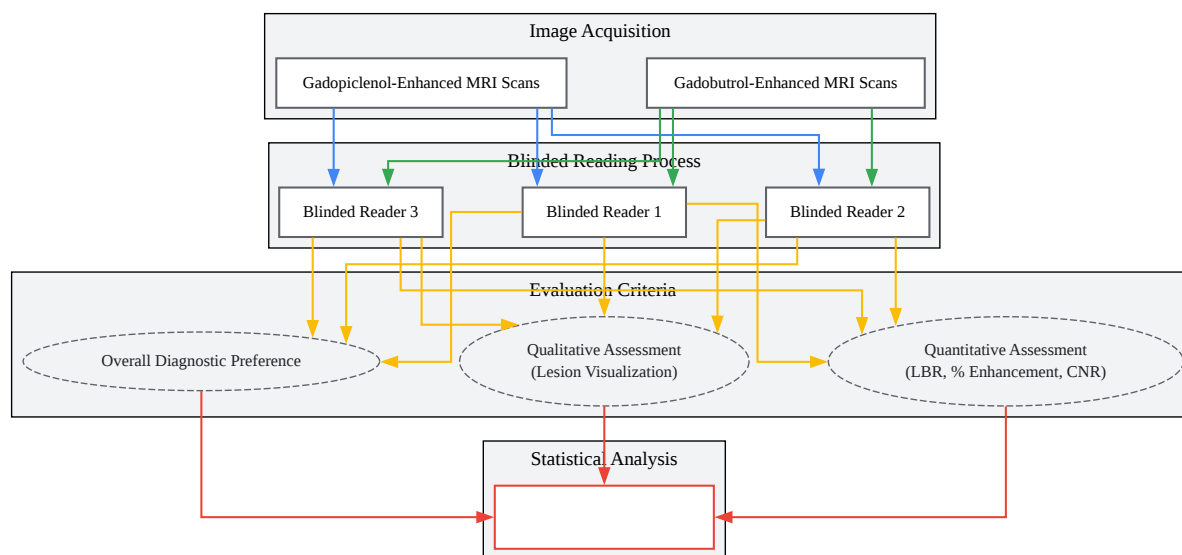 Image Acquisition
Gadopiclenol-Enhanced MRI Scans
Gadobutrol-Enhanced MRI Scans
Blinded Reading Process
Blinded Reader 3
Blinded Reader 1
Blinded Reader 2
Evaluation Criteria
Overall Diagnostic Preference
Qualitative Assessment
(Lesion Visualization)
Quantitative Assessment
(LBR, % Enhancement, CNR)
Statistical Analysis